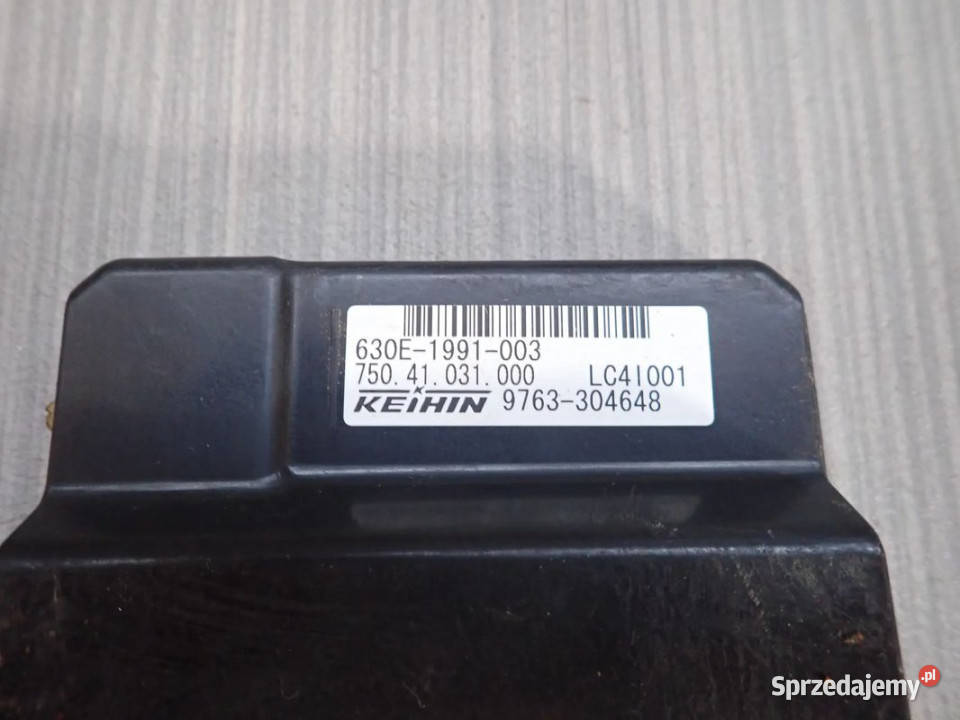 630E-1991-003
750.41.031.000 LC4I001
KEIHIN 9763-304648
Sprzedajemy.pl